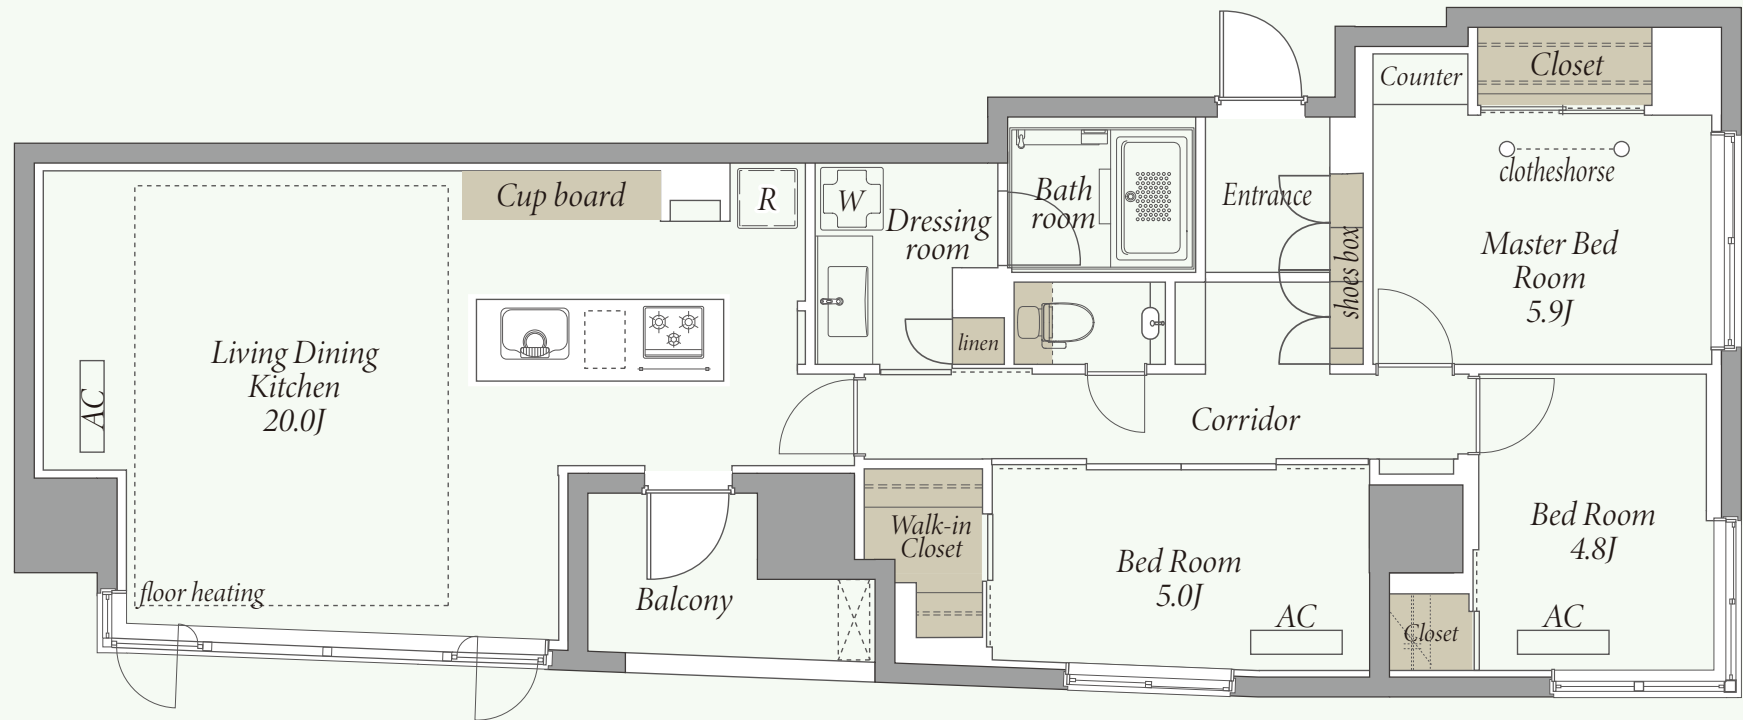 Closet
Counter
clotheshorse
Master Bed
Room
5.9J
Entrance
shoes box
Bath
room
Dressing
room
W
R
Cup board
linen
Living Dining
Kitchen
20.0J
AC
floor heating
Corridor
Balcony
Walk-in
Closet
Bed Room
5.0J
AC
Bed Room
4.8J
AC
Closet